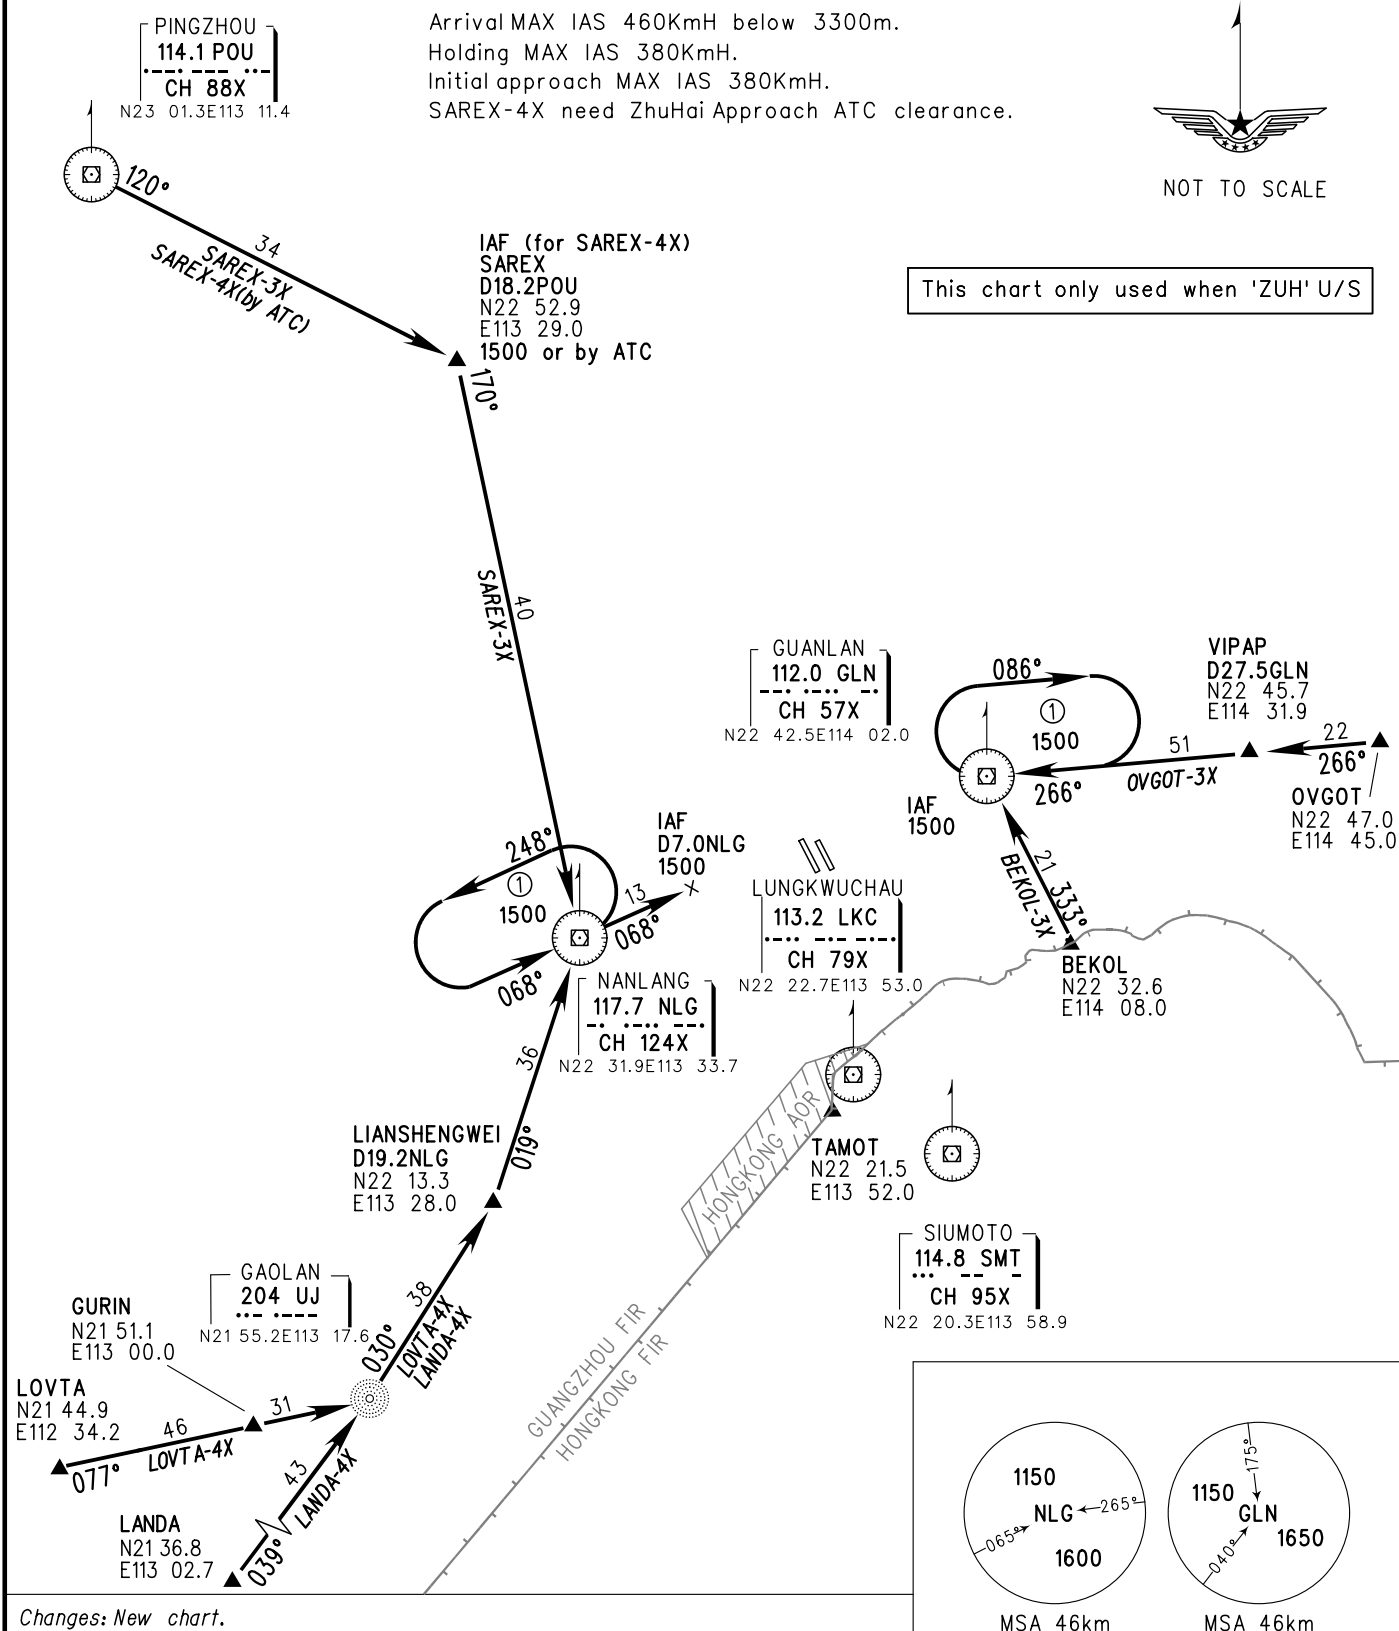 PINGZHOU
114.1 POU
CH 88X
N23 01.3E113 11.4
Arrival MAX IAS 460KmH below 3300m.
Holding MAX IAS 380KmH.
Initial approach MAX IAS 380KmH.
SAREX-4X need ZhuHai Approach ATC clearance.
NOT TO SCALE
This chart only used when 'ZUH' U/S
120°
34
SAREX-3X
SAREX-4X(by ATC)
IAF (for SAREX-4X)
SAREX
D18.2POU
N22 52.9
E113 29.0
1500 or by ATC
170°
40
SAREX-3X
GUANLAN
112.0 GLN
CH 57X
N22 42.5E114 02.0
086°
1
1500
VIPAP
D27.5GLN
N22 45.7
E114 31.9
51
OVGOT-3X
266°
22
266°
OVGOT
N22 47.0
E114 45.0
IAF
1500
21
333°
BEKOL-3X
BEKOL
N22 32.6
E114 08.0
IAF
D7.0NLG
1500
248°
1
1500
13
068°
068°
NANLANG
117.7 NLG
CH 124X
N22 31.9E113 33.7
LUNGKWUCHAU
113.2 LKC
CH 79X
N22 22.7E113 53.0
36
019°
LIANSHENGWEI
D19.2NLG
N22 13.3
E113 28.0
HONGKONG AOR
TAMOT
N22 21.5
E113 52.0
SIUMOTO
114.8 SMT
CH 95X
N22 20.3E113 58.9
GAOLAN
204 UJ
N21 55.2E113 17.6
38
030°
LOVTA-4X
LANDA-4X
GURIN
N21 51.1
E113 00.0
LOVTA
N21 44.9
E112 34.2
46
31
077°
LOVTA-4X
43
LANDA-4X
039°
LANDA
N21 36.8
E113 02.7
GUANGZHOU FIR
HONGKONG FIR
1150
NLG
265°
065°
1600
MSA 46km
175°
1150
GLN
040°
1650
MSA 46km
Changes: New chart.